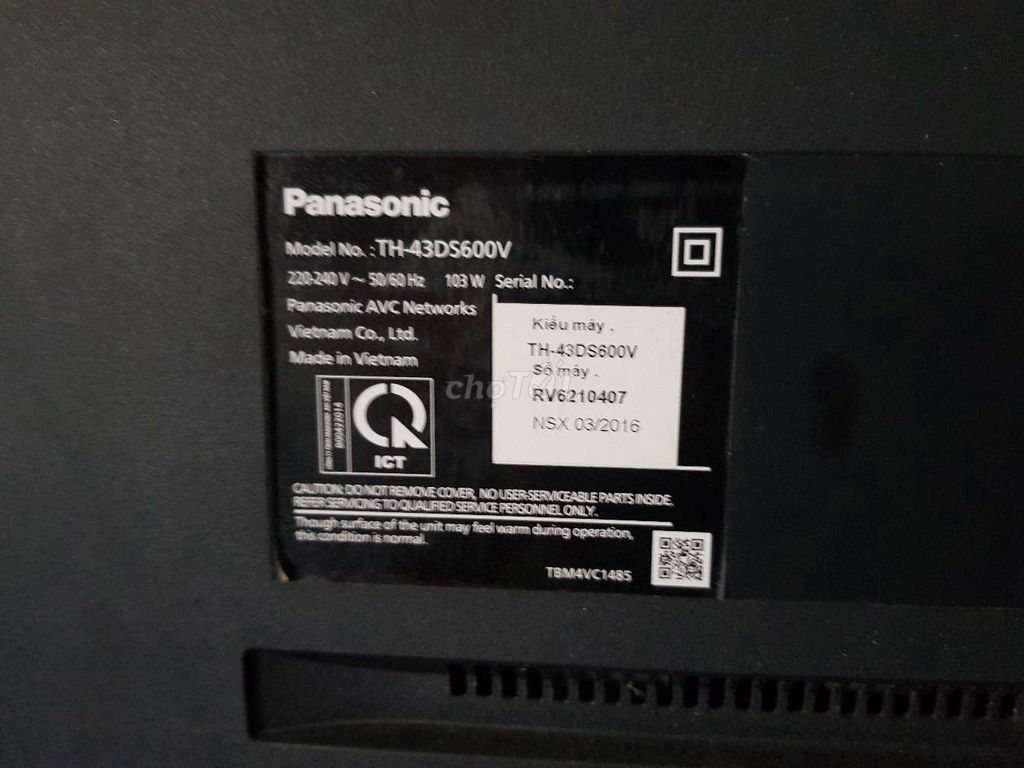 Panasonic
Model No. : TH-43DS600V
220-240 V ~ 50/60 Hz 103 W Serial No.:
Panasonic AVC Networks
Vietnam Co., Ltd.
Made in Vietnam
Kiểu máy .
TH-43DS600V
Số máy .
RV6210407
NSX 03/2016
chợTỐT
ICT
CAUTION: DO NOT REMOVE COVER, NO USER-SERVICEABLE PARTS INSIDE.
REFER SERVICING TO QUALIFIED SERVICE PERSONNEL ONLY.
Though surface of the unit may feel warm during operation,
this condition is normal.
TBM4VC1485